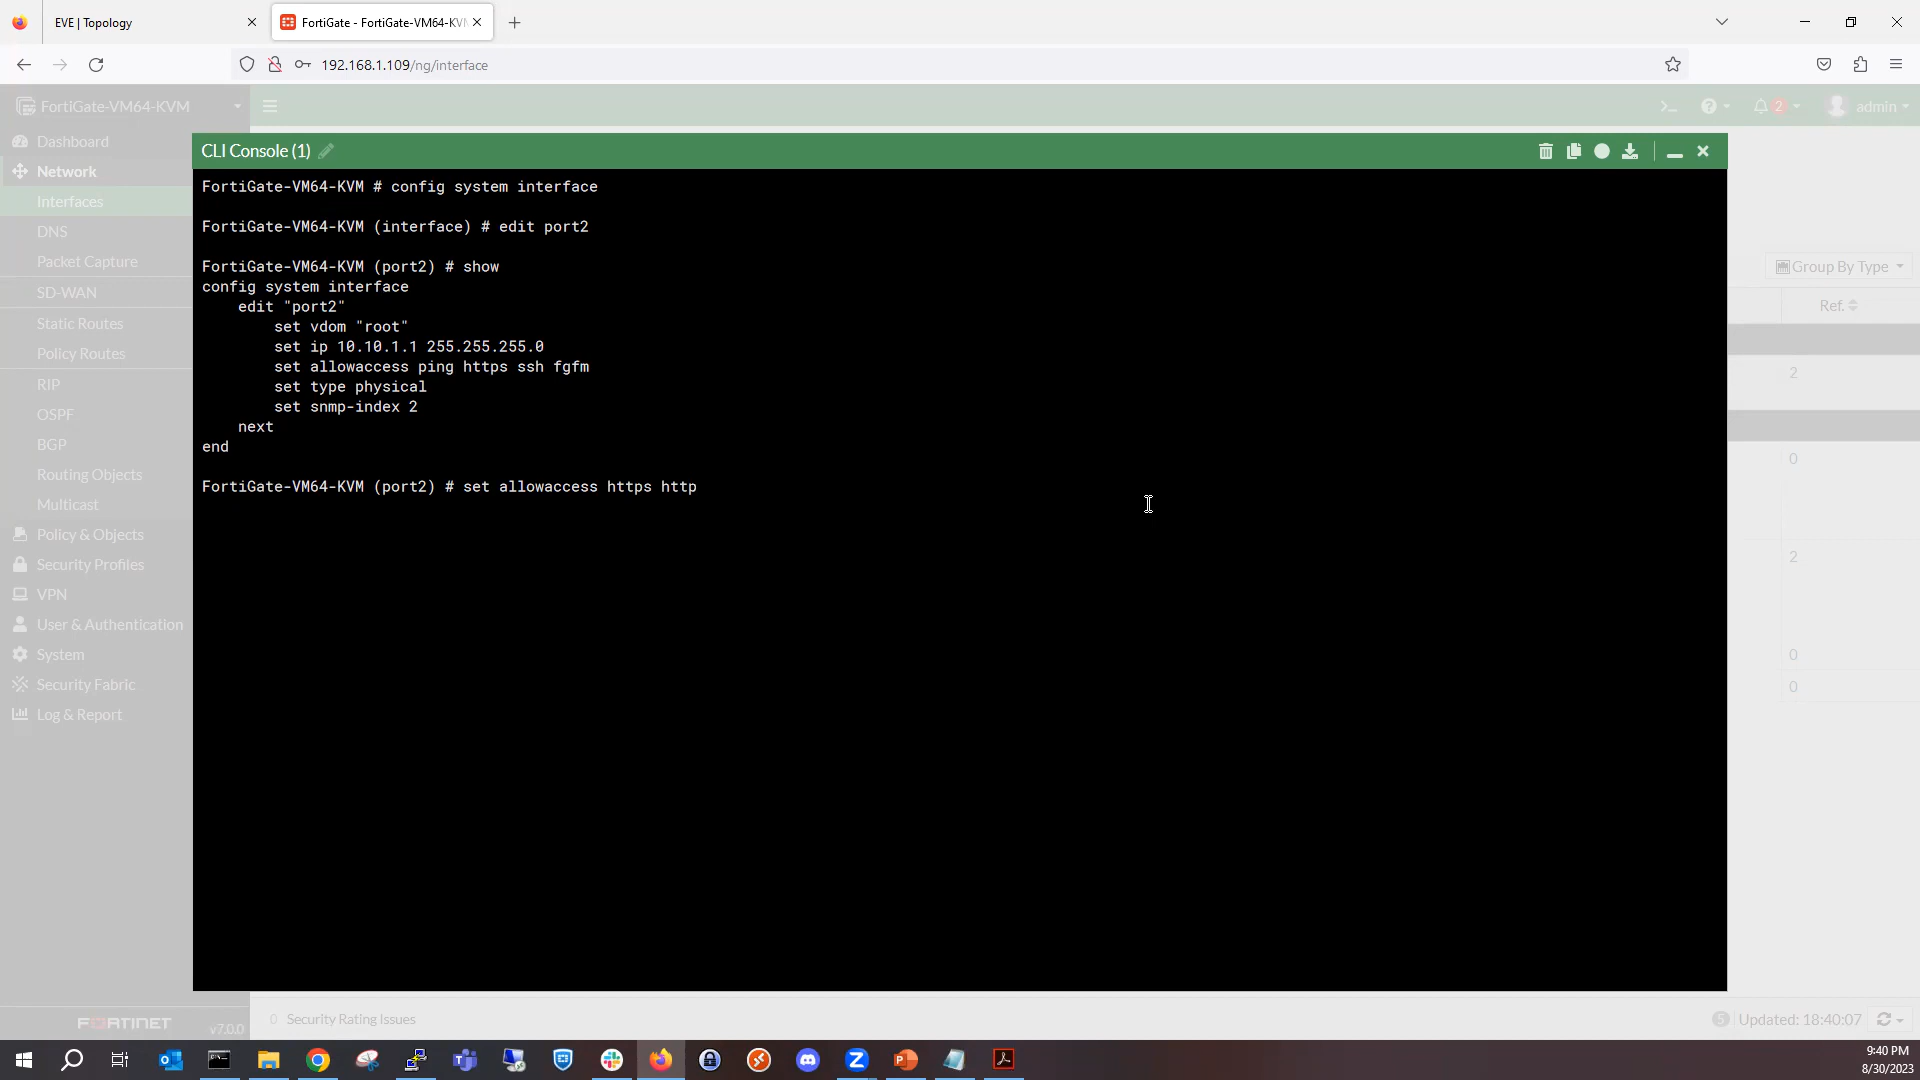 EVE | Topology
FortiGate - FortiGate-VM64-KVM
192.168.1.109/ng/interface
FortiGate-VM64-KVM
2
admin
Dashboard
Network
Interfaces
DNS
Packet Capture
SD-WAN
Static Routes
Policy Routes
RIP
OSPF
BGP
Routing Objects
Multicast
Policy & Objects
Security Profiles
VPN
User & Authentication
System
Security Fabric
Log & Report
FORTINET
v7.0.0
CLI Console (1)
FortiGate-VM64-KVM # config system interface
FortiGate-VM64-KVM (interface) # edit port2
FortiGate-VM64-KVM (port2) # show
config system interface
edit "port2"
set vdom "root"
set ip 10.10.1.1 255.255.255.0
set allowaccess ping https ssh fgfm
set type physical
set snmp-index 2
next
end
FortiGate-VM64-KVM (port2) # set allowaccess https http
Group By Type
Ref.
2
0
2
0
0
0 Security Rating Issues
5 Updated: 18:40:07
9:40 PM
8/30/2023